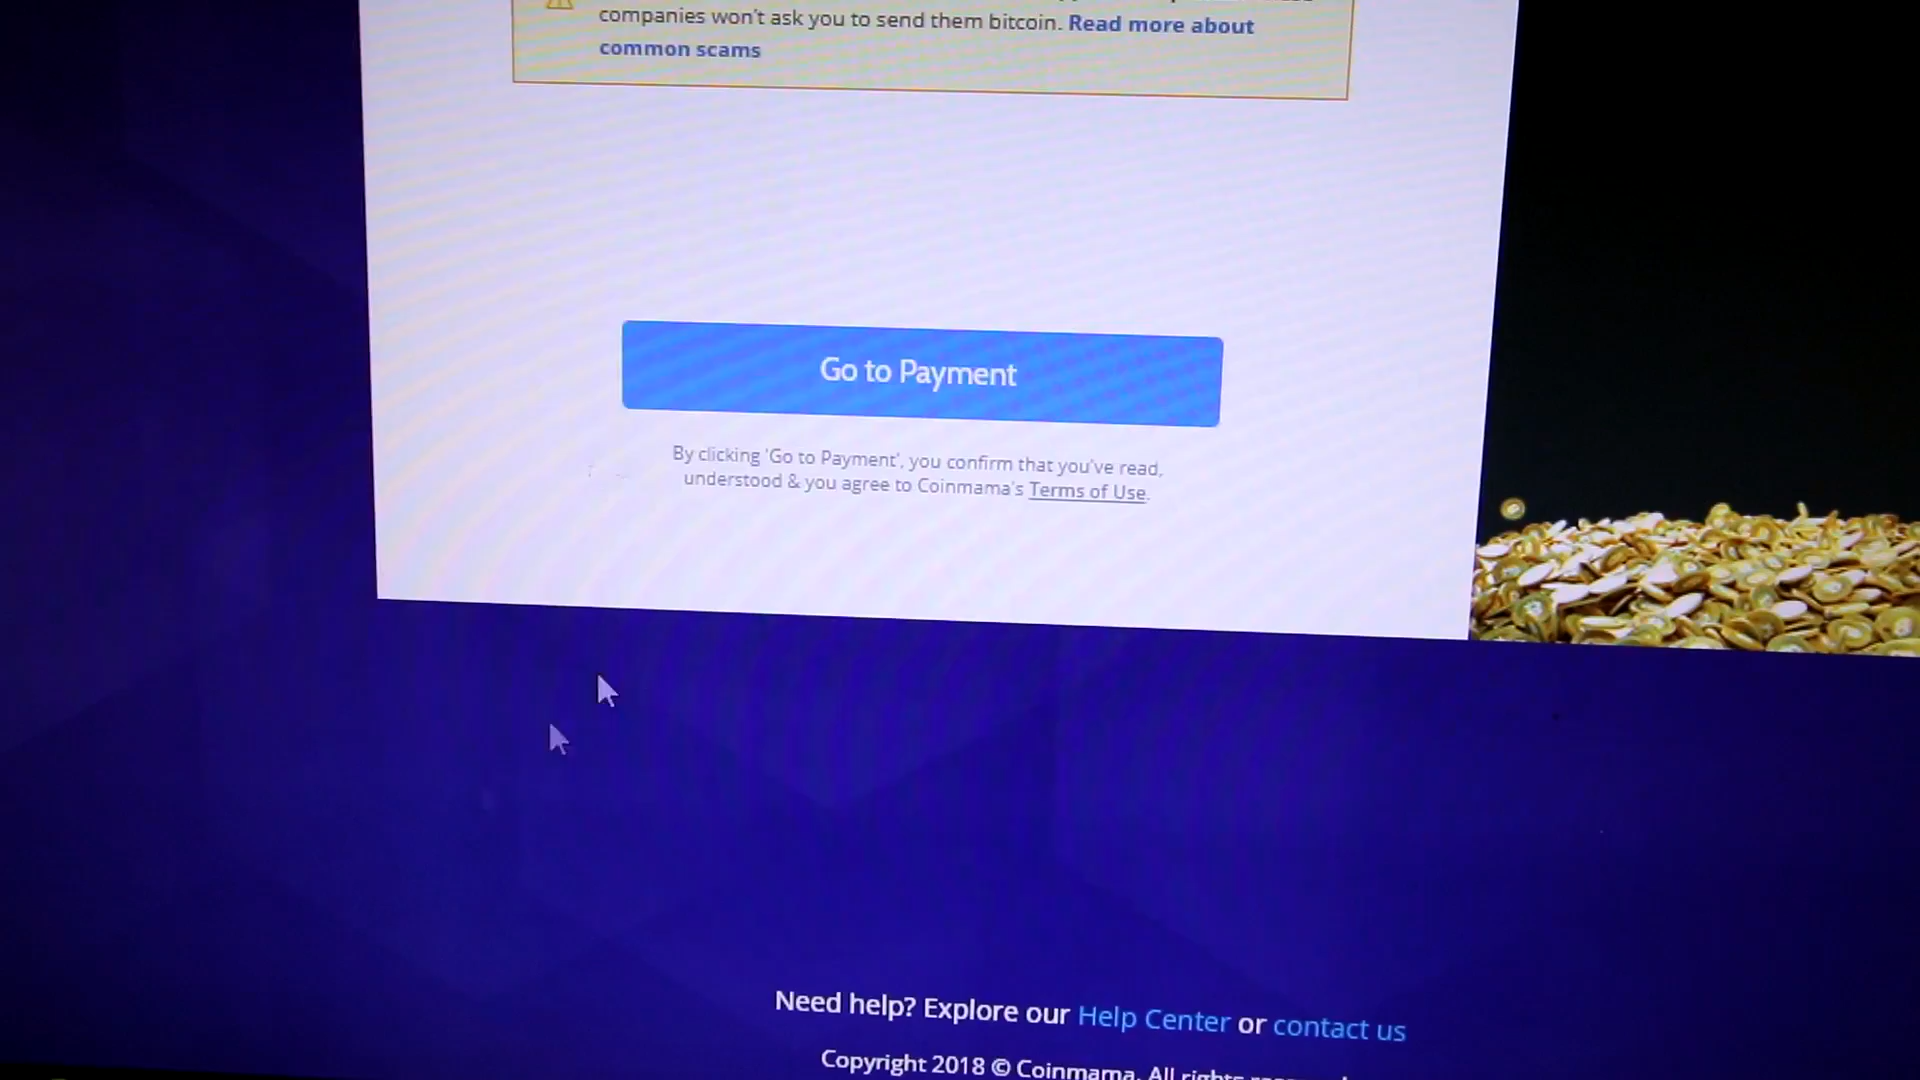 companies won't ask you to send them bitcoin. Read more about
common scams
Go to Payment
By clicking 'Go to Payment', you confirm that you've read,
understood & you agree to Coinmama's Terms of Use.
Need help? Explore our Help Center or contact us
Copyright 2018 © Coinmama. All rights